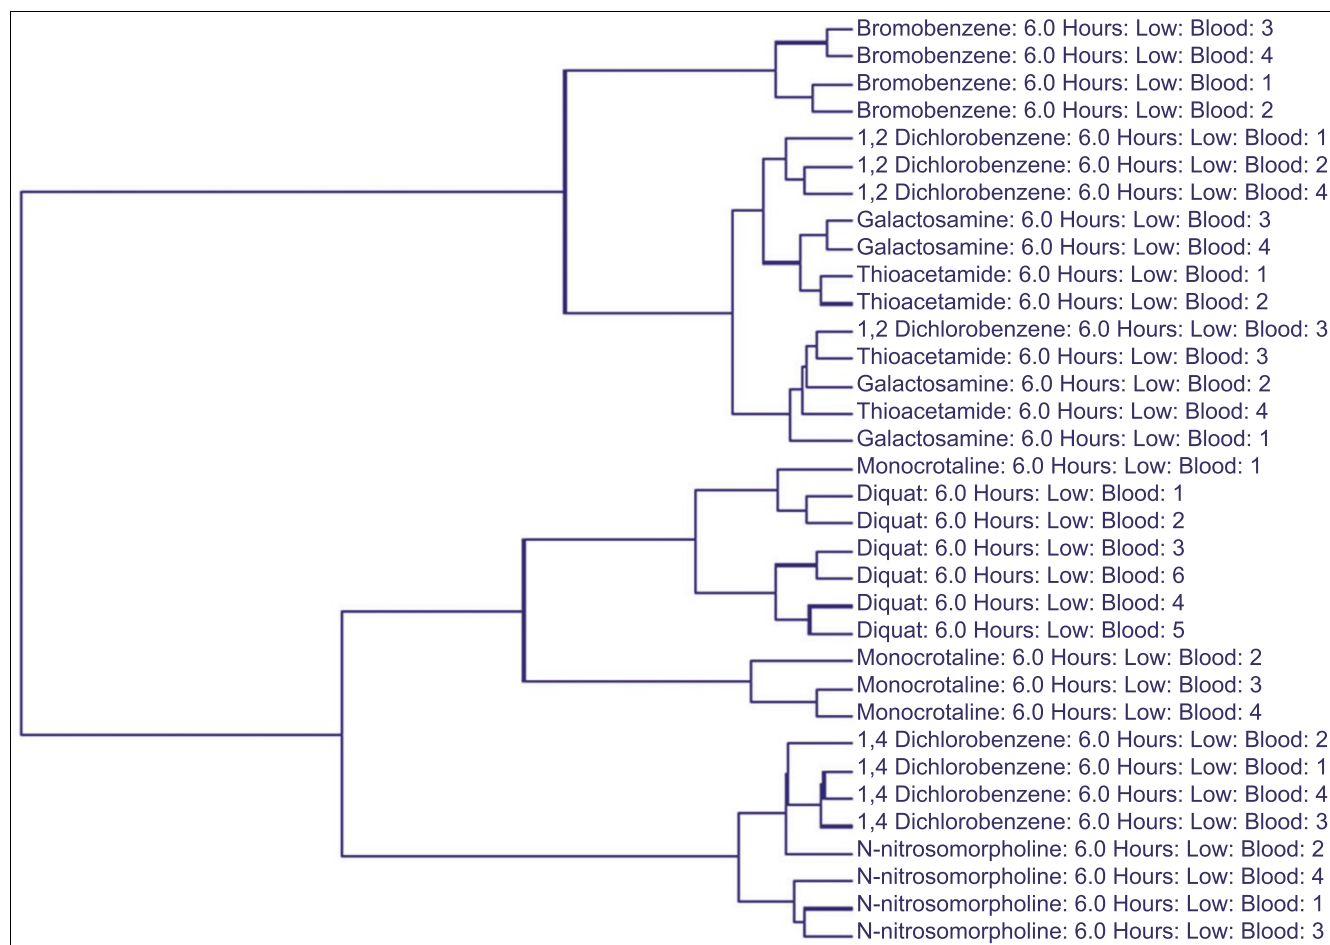 Bromobenzene: 6.0 Hours: Low: Blood: 3
Bromobenzene: 6.0 Hours: Low: Blood: 4
Bromobenzene: 6.0 Hours: Low: Blood: 1
Bromobenzene: 6.0 Hours: Low: Blood: 2
1,2 Dichlorobenzene: 6.0 Hours: Low: Blood: 1
1,2 Dichlorobenzene: 6.0 Hours: Low: Blood: 2
1,2 Dichlorobenzene: 6.0 Hours: Low: Blood: 4
Galactosamine: 6.0 Hours: Low: Blood: 3
Galactosamine: 6.0 Hours: Low: Blood: 4
Thioacetamide: 6.0 Hours: Low: Blood: 1
Thioacetamide: 6.0 Hours: Low: Blood: 2
1,2 Dichlorobenzene: 6.0 Hours: Low: Blood: 3
Thioacetamide: 6.0 Hours: Low: Blood: 3
Galactosamine: 6.0 Hours: Low: Blood: 2
Thioacetamide: 6.0 Hours: Low: Blood: 4
Galactosamine: 6.0 Hours: Low: Blood: 1
Monocrotaline: 6.0 Hours: Low: Blood: 1
Diquat: 6.0 Hours: Low: Blood: 1
Diquat: 6.0 Hours: Low: Blood: 2
Diquat: 6.0 Hours: Low: Blood: 3
Diquat: 6.0 Hours: Low: Blood: 6
Diquat: 6.0 Hours: Low: Blood: 4
Diquat: 6.0 Hours: Low: Blood: 5
Monocrotaline: 6.0 Hours: Low: Blood: 2
Monocrotaline: 6.0 Hours: Low: Blood: 3
Monocrotaline: 6.0 Hours: Low: Blood: 4
1,4 Dichlorobenzene: 6.0 Hours: Low: Blood: 2
1,4 Dichlorobenzene: 6.0 Hours: Low: Blood: 1
1,4 Dichlorobenzene: 6.0 Hours: Low: Blood: 4
1,4 Dichlorobenzene: 6.0 Hours: Low: Blood: 3
N-nitrosomorpholine: 6.0 Hours: Low: Blood: 2
N-nitrosomorpholine: 6.0 Hours: Low: Blood: 4
N-nitrosomorpholine: 6.0 Hours: Low: Blood: 1
N-nitrosomorpholine: 6.0 Hours: Low: Blood: 3